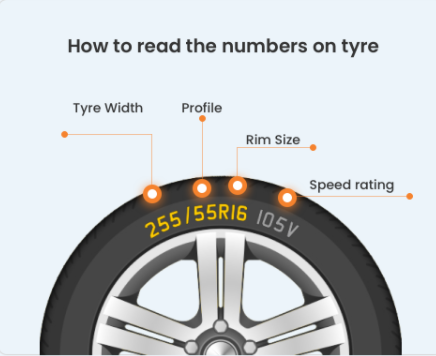 How to read the numbers on tyre
Tyre Width
Profile
Rim Size
Speed rating
255/55R16 105V